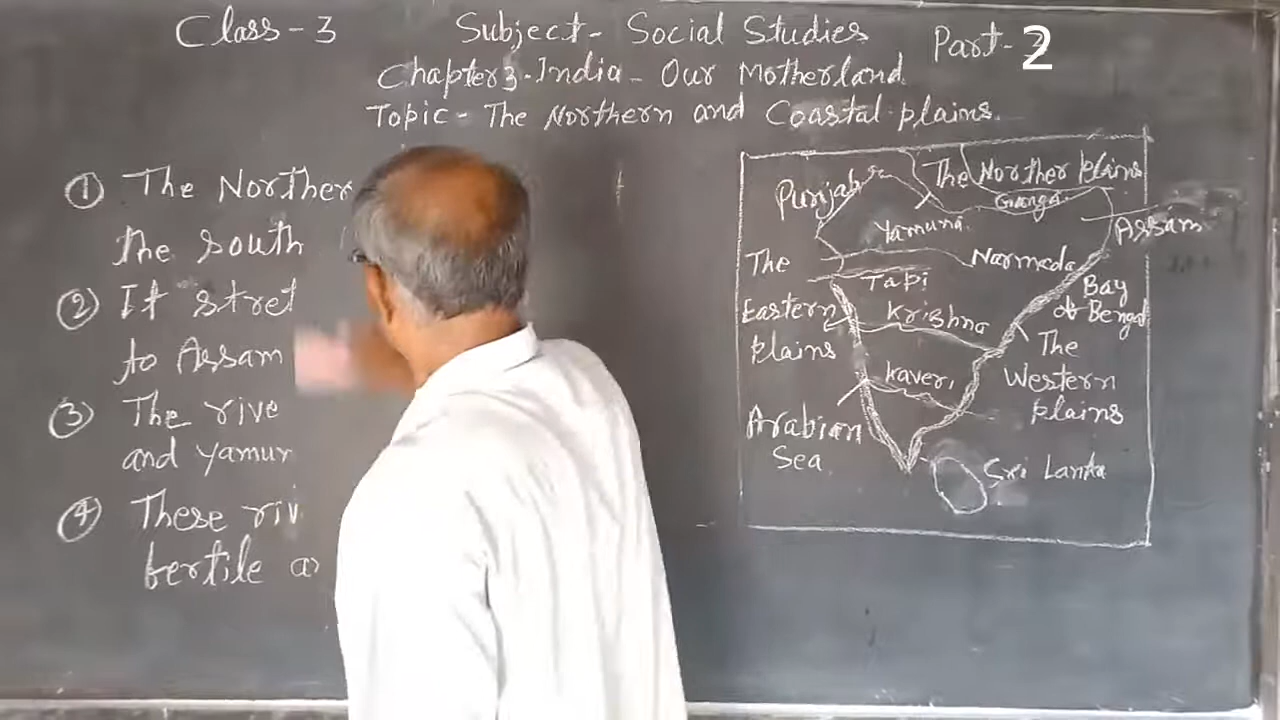 Class - 3
Subject - Social Studies
Part - 2
Chapter 3 - India - Our Motherland
Topic - The Northern and Coastal plains.
① The Norther
the south
② It stret
to Assam
③ The rive
and yamun
④ These riv
fertile a
The Norther plains
Punjab
Ganga
Yamuna
Assam
The
Eastern
plains
Narmada
Tapi
Bay
of Bengal
Krishna
The
Western
plains
Kaveri
Arabian
Sea
Sri Lanka